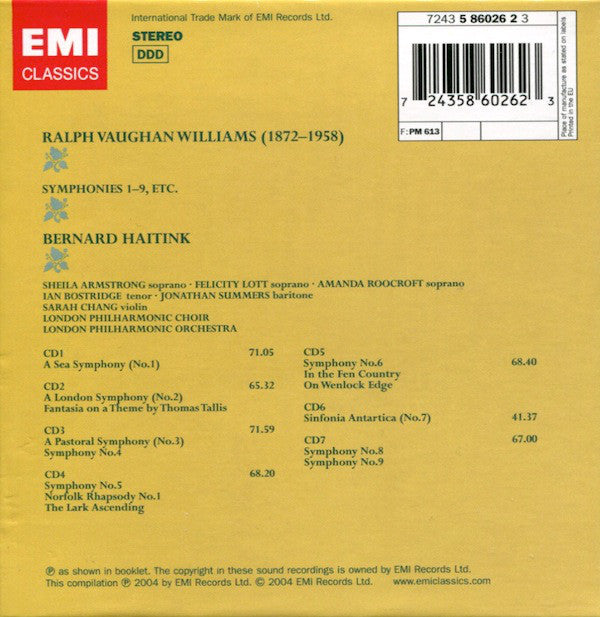 EMI
CLASSICS
International Trade Mark of EMI Records Ltd.
STEREO
DDD
7243 5 86026 2 3
7 24358 60262 3
F: PM 613
Place of manufacture as stated on labels
Printed in the EU
RALPH VAUGHAN WILLIAMS (1872–1958)
SYMPHONIES 1–9, ETC.
BERNARD HAITINK
SHEILA ARMSTRONG soprano · FELICITY LOTT soprano · AMANDA ROOCROFT soprano
IAN BOSTRIDGE tenor · JONATHAN SUMMERS baritone
SARAH CHANG violin
LONDON PHILHARMONIC CHOIR
LONDON PHILHARMONIC ORCHESTRA
CD1 71.05
A Sea Symphony (No.1)
CD2 65.32
A London Symphony (No.2)
Fantasia on a Theme by Thomas Tallis
CD3 71.59
A Pastoral Symphony (No.3)
Symphony No.4
CD4 68.20
Symphony No.5
Norfolk Rhapsody No.1
The Lark Ascending
CD5
Symphony No.6 68.40
In the Fen Country
On Wenlock Edge
CD6
Sinfonia Antartica (No.7) 41.37
CD7 67.00
Symphony No.8
Symphony No.9
℗ as shown in booklet. The copyright in these sound recordings is owned by EMI Records Ltd.
This compilation ℗ 2004 by EMI Records Ltd. © 2004 EMI Records Ltd. www.emiclassics.com